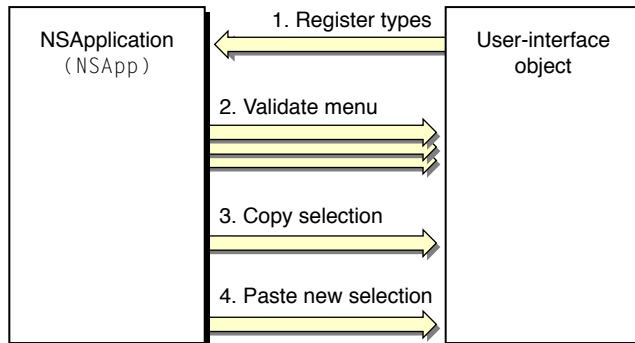 NSApplication
(NSApp)
1. Register types
User-interface
object
2. Validate menu
3. Copy selection
4. Paste new selection